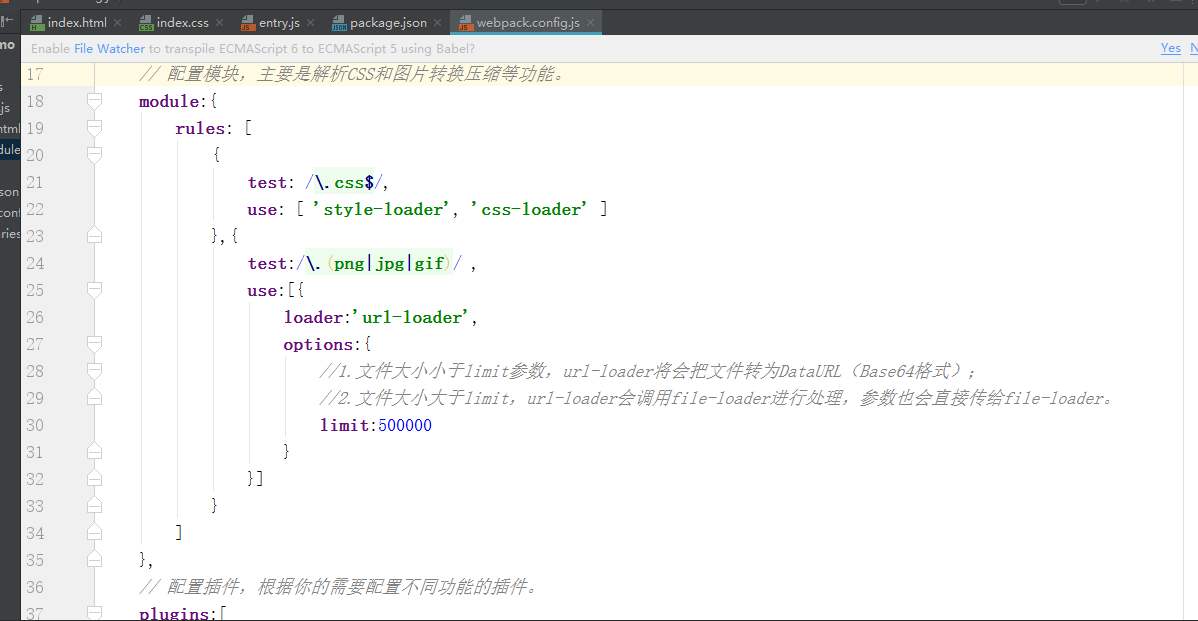 index.html
index.css
entry.js
package.json
webpack.config.js
Enable File Watcher to transpile ECMAScript 6 to ECMAScript 5 using Babel? Yes
17 // 配置模块，主要是解析CSS和图片转换压缩等功能。
18 module:{
19 rules: [
20 {
21 test: /\.css$/,
22 use: [ 'style-loader', 'css-loader' ]
23 },{
24 test:/\.(png|jpg|gif)/ ,
25 use:[{
26 loader:'url-loader',
27 options:{
28 //1.文件大小小于limit参数，url-loader将会把文件转为DataURL（Base64格式）;
29 //2.文件大小大于limit，url-loader会调用file-loader进行处理，参数也会直接传给file-loader。
30 limit:500000
31 }
32 }]
33 }
34 ]
35 },
36 // 配置插件，根据你的需要配置不同功能的插件。
37 plugins:[